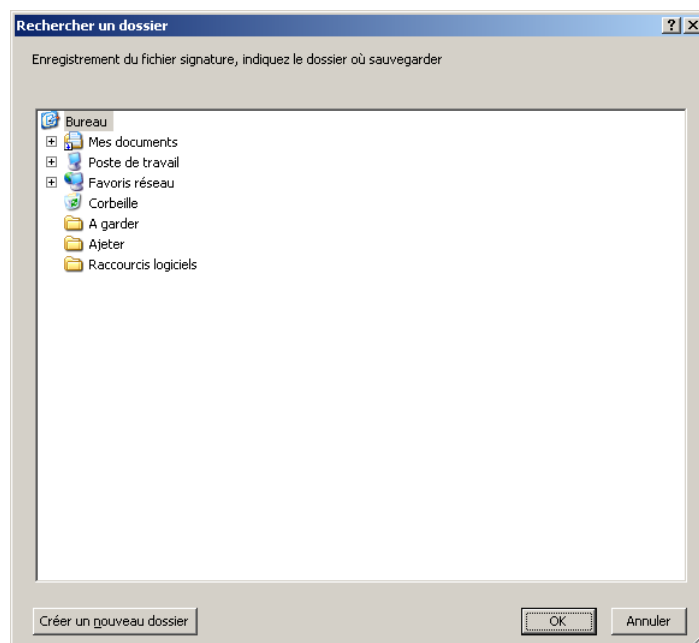 Rechercher un dossier
Enregistrement du fichier signature, indiquez le dossier où sauvegarder
Bureau
Mes documents
Poste de travail
Favoris réseau
Corbeille
A garder
Ajeter
Raccourcis logiciels
Créer un nouveau dossier
OK
Annuler